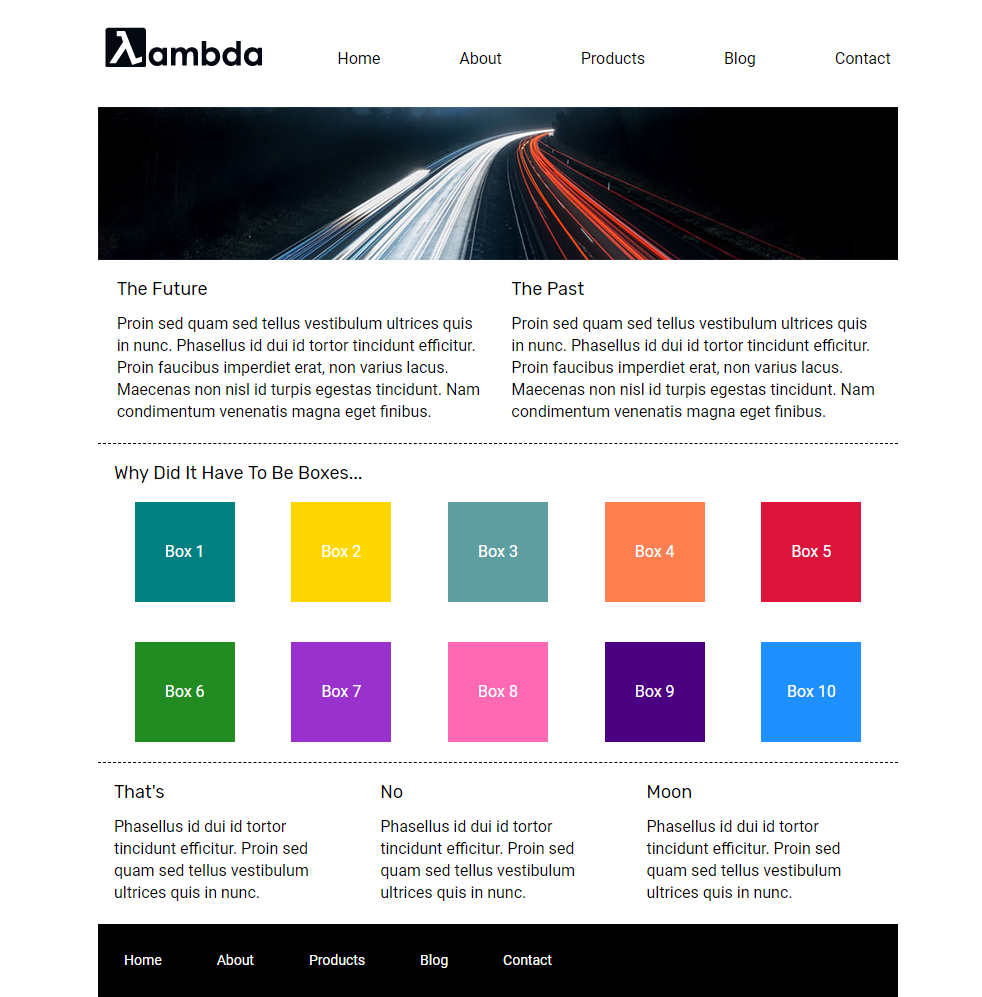 λambda
Home About Products Blog Contact
The Future
Proin sed quam sed tellus vestibulum ultrices quis
in nunc. Phasellus id dui id tortor tincidunt efficitur.
Proin faucibus imperdiet erat, non varius lacus.
Maecenas non nisl id turpis egestas tincidunt. Nam
condimentum venenatis magna eget finibus.
The Past
Proin sed quam sed tellus vestibulum ultrices quis
in nunc. Phasellus id dui id tortor tincidunt efficitur.
Proin faucibus imperdiet erat, non varius lacus.
Maecenas non nisl id turpis egestas tincidunt. Nam
condimentum venenatis magna eget finibus.
Why Did It Have To Be Boxes...
Box 1 Box 2 Box 3 Box 4 Box 5
Box 6 Box 7 Box 8 Box 9 Box 10
That's
Phasellus id dui id tortor
tincidunt efficitur. Proin sed
quam sed tellus vestibulum
ultrices quis in nunc.
No
Phasellus id dui id tortor
tincidunt efficitur. Proin sed
quam sed tellus vestibulum
ultrices quis in nunc.
Moon
Phasellus id dui id tortor
tincidunt efficitur. Proin sed
quam sed tellus vestibulum
ultrices quis in nunc.
Home About Products Blog Contact